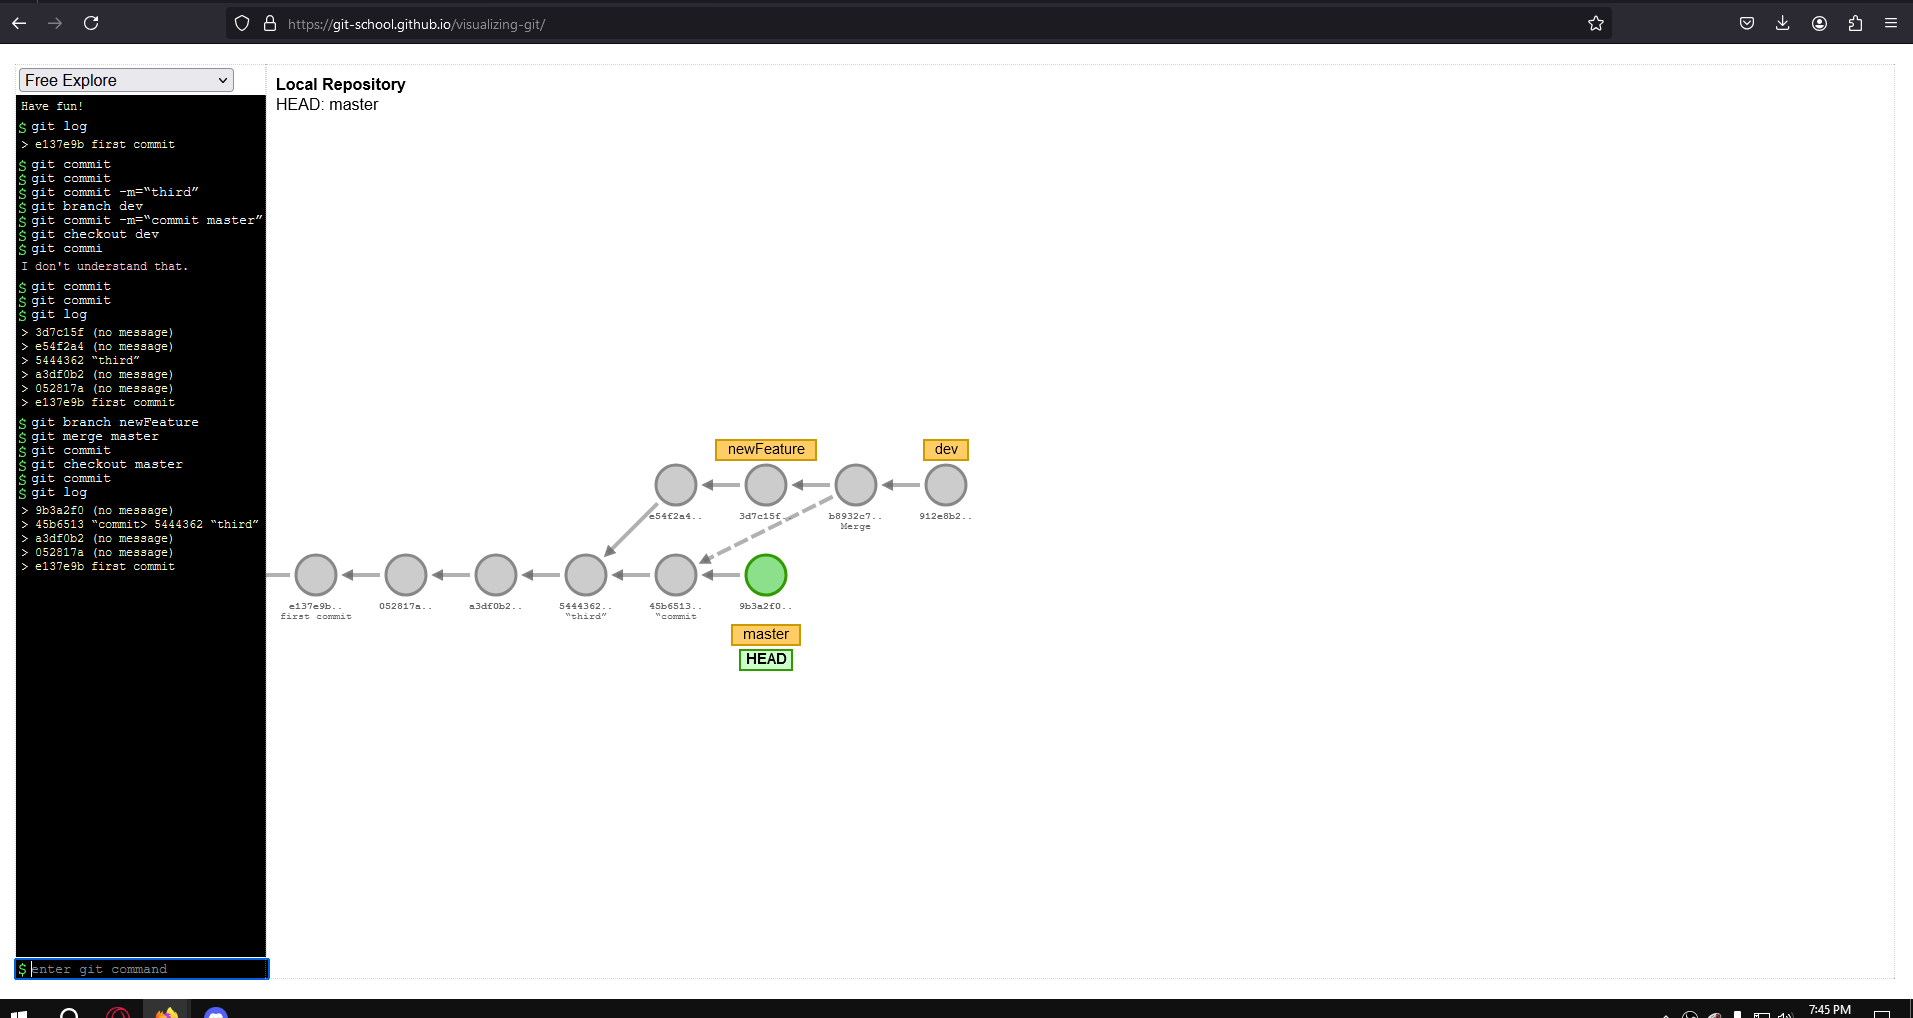 https://git-school.github.io/visualizing-git/
Free Explore
Have fun!
$ git log
> e137e9b first commit
$ git commit
$ git commit
$ git commit -m=“third”
$ git branch dev
$ git commit -m=“commit master”
$ git checkout dev
$ git commi
I don't understand that.
$ git commit
$ git commit
$ git log
> 3d7c15f (no message)
> e54f2a4 (no message)
> 5444362 “third”
> a3df0b2 (no message)
> 052817a (no message)
> e137e9b first commit
$ git branch newFeature
$ git merge master
$ git commit
$ git checkout master
$ git commit
$ git log
> 9b3a2f0 (no message)
> 45b6513 “commit> 5444362 “third”
> a3df0b2 (no message)
> 052817a (no message)
> e137e9b first commit
$ enter git command
Local Repository
HEAD: master
newFeature
dev
e54f2a4..
3d7c15f..
b8932c7..
Merge
912e8b2..
e137e9b..
first commit
052817a..
a3df0b2..
5444362..
“third”
45b6513..
“commit
9b3a2f0..
master
HEAD
7:45 PM